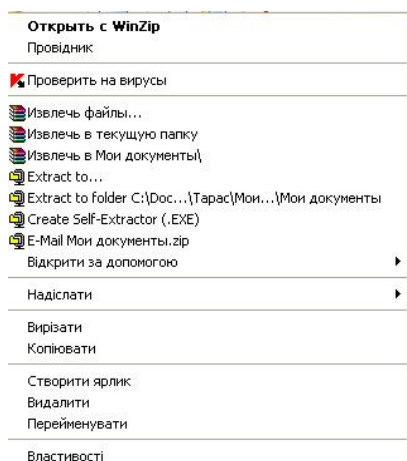 Открыть с WinZip
Провідник
Проверить на вирусы
Извлечь файлы...
Извлечь в текущую папку
Извлечь в Мои документы\
Extract to...
Extract to folder C:\Doc...\Тарас\Мои...\Мои документы
Create Self-Extractor (.EXE)
E-Mail Мои документы.zip
Відкрити за допомогою
Надіслати
Вирізати
Копіювати
Створити ярлик
Видалити
Перейменувати
Властивості